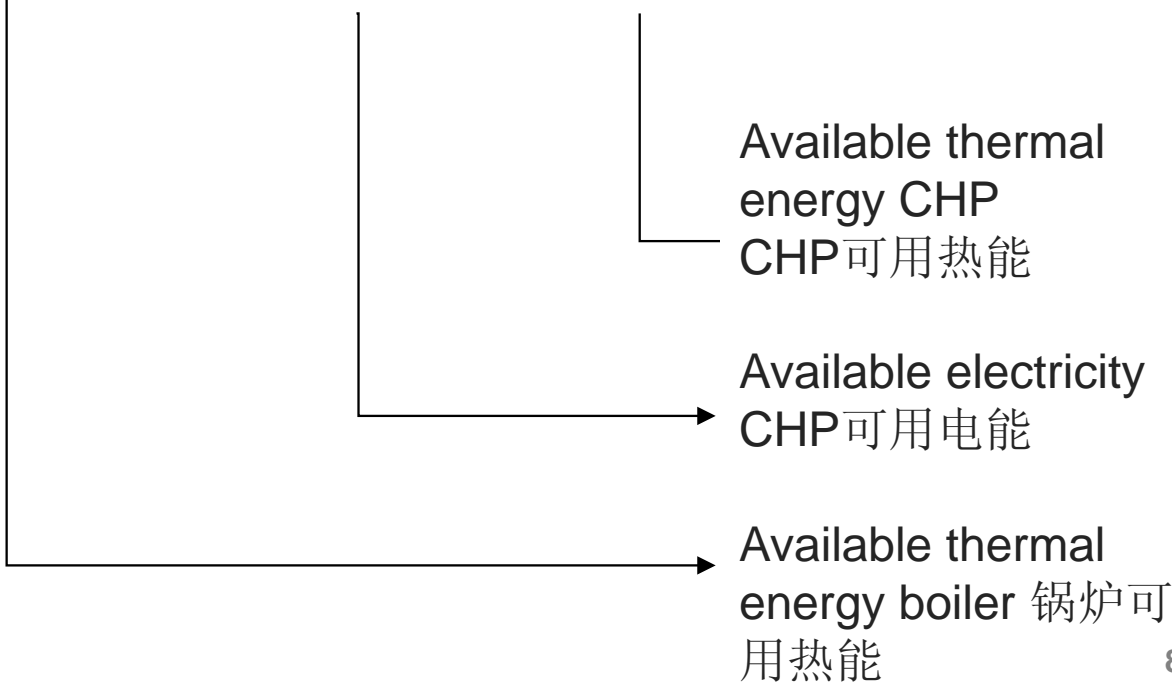 Available thermal
energy CHP
CHP可用热能
Available electricity
CHP可用电能
Available thermal
energy boiler 锅炉可
用热能